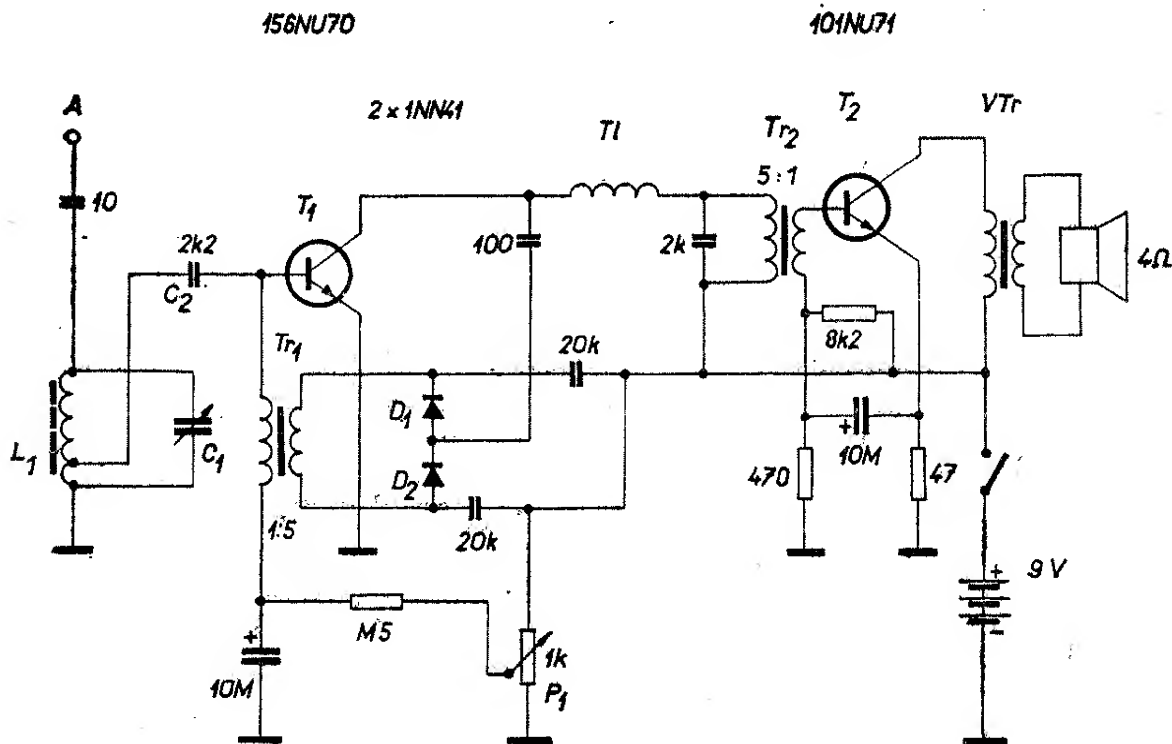 156NU70
101NU71
A
2 x 1NN41
T2
VTr
Tl
Tr2
5:1
10
T1
2k2
C2
100
2k
4Ω
Tr1
20k
8k2
D1
L1
C1
D2
+
10M
470
47
1:5
20k
9V
+
-
M5
+
10M
1k
P1